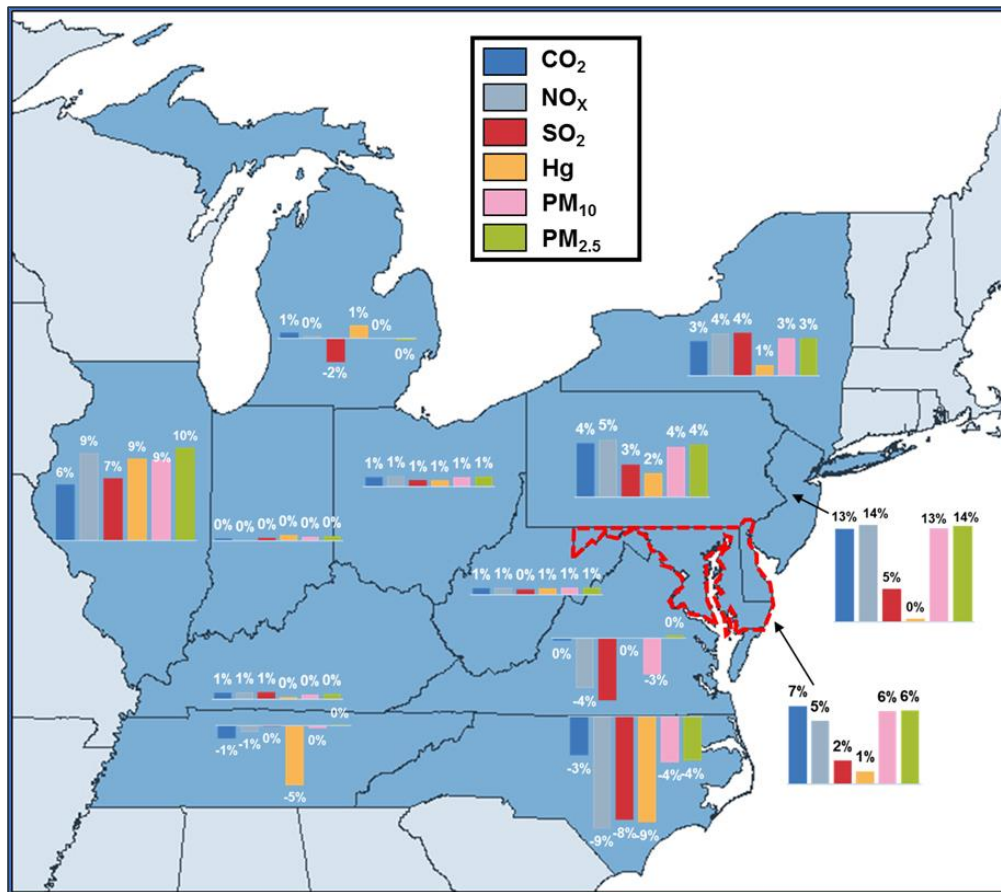 CO₂
NOₓ
SO₂
Hg
PM₁₀
PM₂.₅
1% 0% 1% 0%
-2% 0%
3% 4% 4% 1% 3% 3%
6% 9% 7% 9% 9% 10%
0% 0% 0% 0% 0% 0%
1% 1% 1% 1% 1% 1%
4% 5% 3% 2% 4% 4%
13% 14% 5% 0% 13% 14%
1% 1% 0% 1% 1% 1%
0% -4% 0% -3% 0%
7% 5% 2% 1% 6% 6%
1% 1% 1% 0% 0% 0%
-1% -1% 0% -5% 0% 0%
-3% -9% -8% -9% -4% -4%